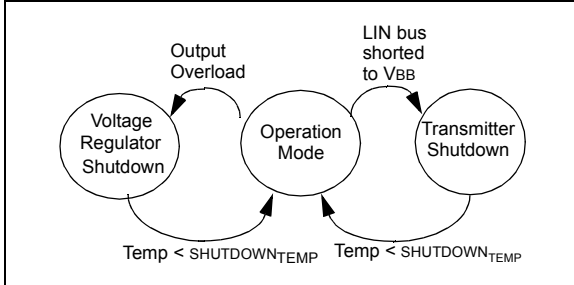 Output
Overload
LIN bus
shorted
to VBB
Voltage
Regulator
Shutdown
Operation
Mode
Transmitter
Shutdown
Temp < SHUTDOWNTEMP
Temp < SHUTDOWNTEMP